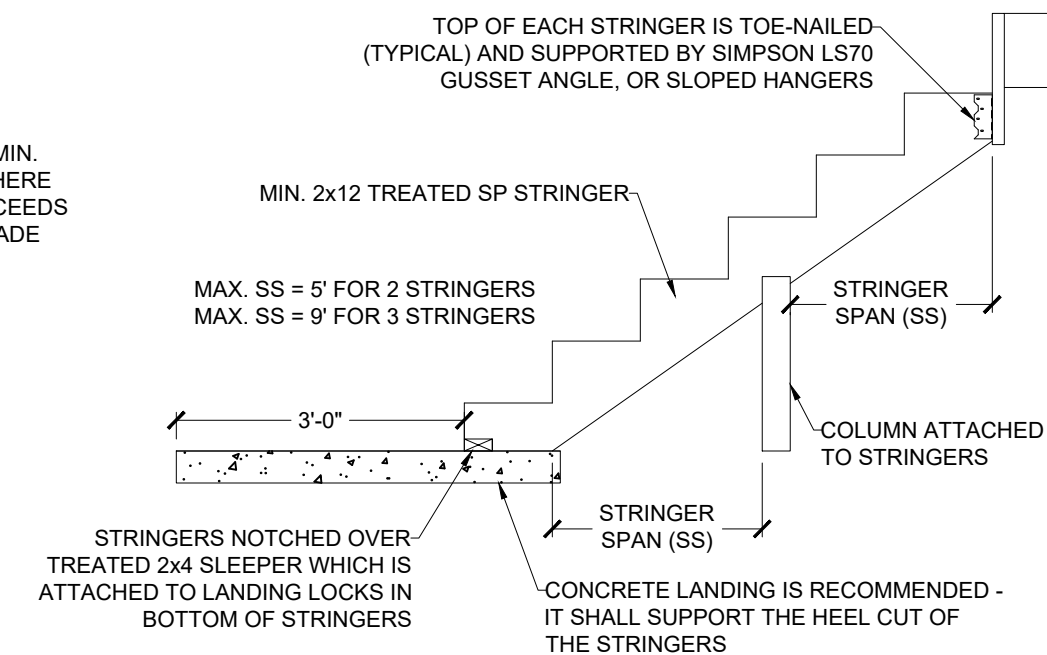 TOP OF EACH STRINGER IS TOE-NAILED
(TYPICAL) AND SUPPORTED BY SIMPSON LS70
GUSSET ANGLE, OR SLOPED HANGERS
MIN.
HERE
CEEDS
ADE
MIN. 2x12 TREATED SP STRINGER
MAX. SS = 5' FOR 2 STRINGERS
MAX. SS = 9' FOR 3 STRINGERS
STRINGER
SPAN (SS)
3'-0"
COLUMN ATTACHED
TO STRINGERS
STRINGER
SPAN (SS)
STRINGERS NOTCHED OVER
TREATED 2x4 SLEEPER WHICH IS
ATTACHED TO LANDING LOCKS IN
BOTTOM OF STRINGERS
CONCRETE LANDING IS RECOMMENDED -
IT SHALL SUPPORT THE HEEL CUT OF
THE STRINGERS